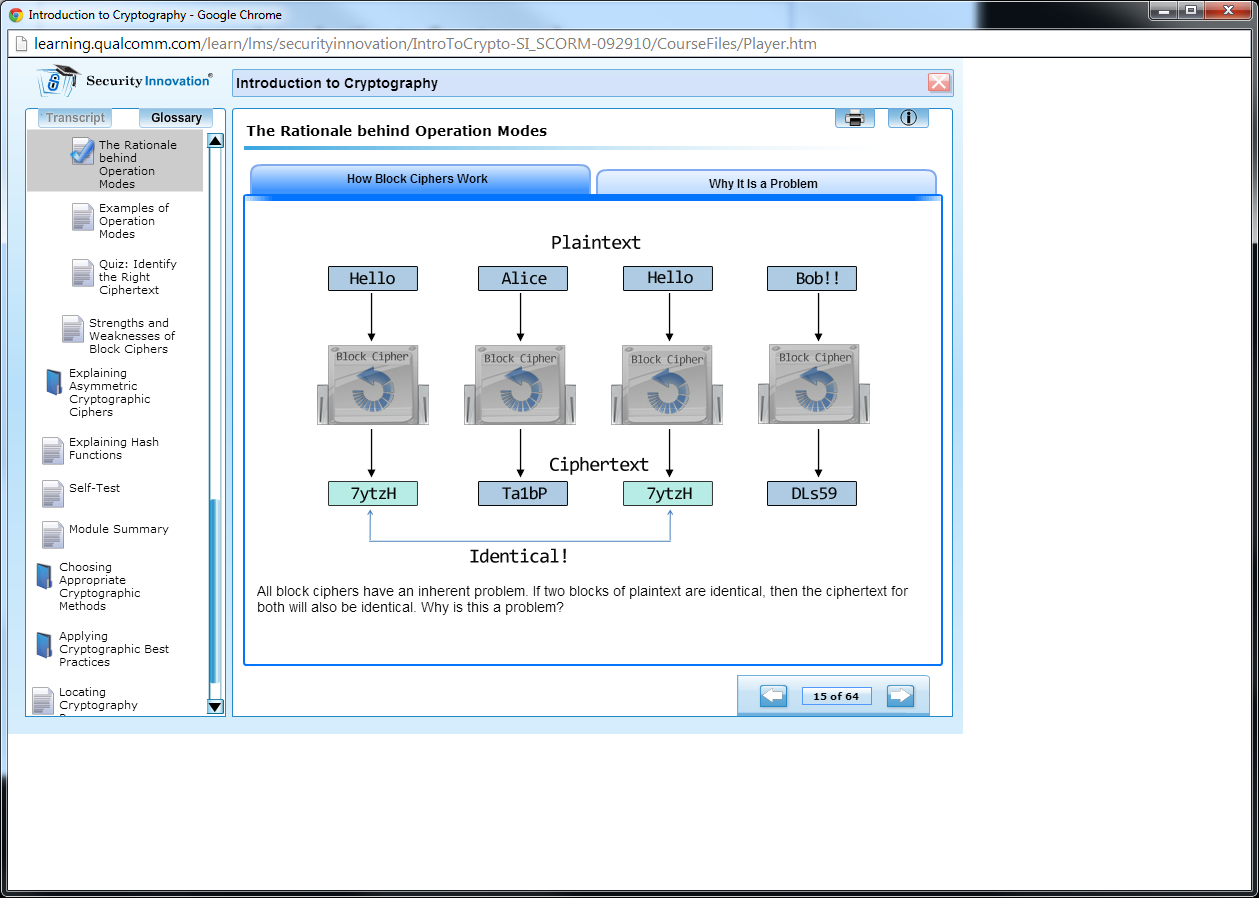 Introduction to Cryptography - Google Chrome
learning.qualcomm.com/learn/lms/securityinnovation/IntroToCrypto-SI_SCORM-092910/CourseFiles/Player.htm
Security Innovation®
Introduction to Cryptography
Transcript
Glossary
The Rationale
behind
Operation
Modes
Examples of
Operation
Modes
Quiz: Identify
the Right
Ciphertext
Strengths and
Weaknesses of
Block Ciphers
Explaining
Asymmetric
Cryptographic
Ciphers
Explaining Hash
Functions
Self-Test
Module Summary
Choosing
Appropriate
Cryptographic
Methods
Applying
Cryptographic Best
Practices
Locating
Cryptography
The Rationale behind Operation Modes
How Block Ciphers Work
Why It Is a Problem
Plaintext
Hello Alice Hello Bob!!
Block Cipher Block Cipher Block Cipher Block Cipher
Ciphertext
7ytzH Ta1bP 7ytzH DLs59
Identical!
All block ciphers have an inherent problem. If two blocks of plaintext are identical, then the ciphertext for
both will also be identical. Why is this a problem?
15 of 64